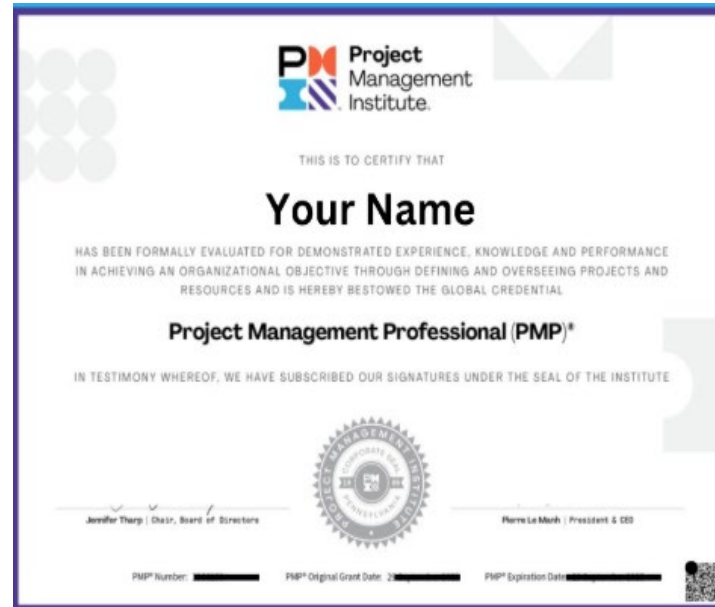 Project
Management
Institute.
THIS IS TO CERTIFY THAT
Your Name
HAS BEEN FORMALLY EVALUATED FOR DEMONSTRATED EXPERIENCE, KNOWLEDGE AND PERFORMANCE
IN ACHIEVING AN ORGANIZATIONAL OBJECTIVE THROUGH DEFINING AND OVERSEEING PROJECTS AND
RESOURCES AND IS HEREBY BESTOWED THE GLOBAL CREDENTIAL
Project Management Professional (PMP)®
IN TESTIMONY WHEREOF, WE HAVE SUBSCRIBED OUR SIGNATURES UNDER THE SEAL OF THE INSTITUTE
PROJECT MANAGEMENT INSTITUTE
CORPORATE SEAL
PENNSYLVANIA
Jennifer Tharp | Chair, Board of Directors
Pierre Le Manh | President & CEO
PMP® Number:
PMP® Original Grant Date:
PMP® Expiration Date: